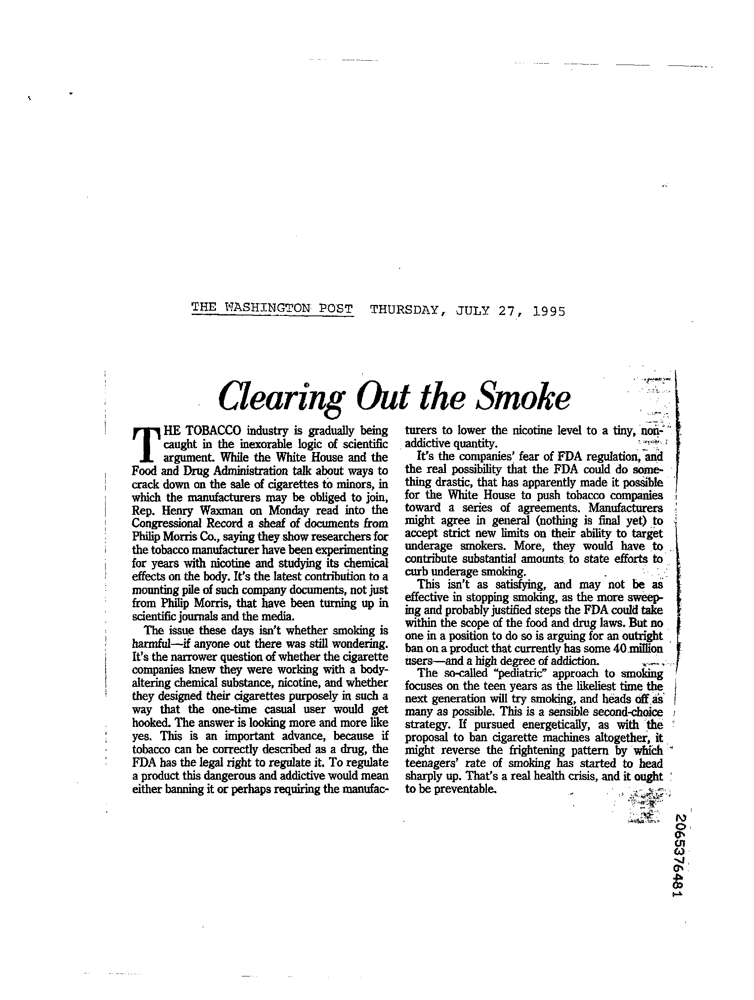 THE WASHINGTON POST THURSDAY, JULY 27, 1995
Clearing Out the Smoke
THE TOBACCO industry is gradually being
caught in the inexorable logic of scientific
argument. While the White House and the
Food and Drug Administration talk about ways to
crack down on the sale of cigarettes to minors, in
which the manufacturers may be obliged to join,
Rep. Henry Waxman on Monday read into the
Congressional Record a sheaf of documents from
Philip Morris Co., saying they show researchers for
the tobacco manufacturer have been experimenting
for years with nicotine and studying its chemical
effects on the body. It's the latest contribution to a
mounting pile of such company documents, not just
from Philip Morris, that have been turning up in
scientific journals and the media.
The issue these days isn't whether smoking is
harmful—if anyone out there was still wondering.
It's the narrower question of whether the cigarette
companies knew they were working with a body-
altering chemical substance, nicotine, and whether
they designed their cigarettes purposely in such a
way that the one-time casual user would get
hooked. The answer is looking more and more like
yes. This is an important advance, because if
tobacco can be correctly described as a drug, the
FDA has the legal right to regulate it. To regulate
a product this dangerous and addictive would mean
either banning it or perhaps requiring the manufac-
turers to lower the nicotine level to a tiny, non-
addictive quantity.
It's the companies' fear of FDA regulation, and
the real possibility that the FDA could do some-
thing drastic, that has apparently made it possible
for the White House to push tobacco companies
toward a series of agreements. Manufacturers
might agree in general (nothing is final yet) to
accept strict new limits on their ability to target
underage smokers. More, they would have to
contribute substantial amounts to state efforts to
curb underage smoking.
This isn't as satisfying, and may not be as
effective in stopping smoking, as the more sweep-
ing and probably justified steps the FDA could take
within the scope of the food and drug laws. But no
one in a position to do so is arguing for an outright
ban on a product that currently has some 40 million
users—and a high degree of addiction.
The so-called "pediatric" approach to smoking
focuses on the teen years as the likeliest time the
next generation will try smoking, and heads off as
many as possible. This is a sensible second-choice
strategy. If pursued energetically, as with the
proposal to ban cigarette machines altogether, it
might reverse the frightening pattern by which
teenagers' rate of smoking has started to head
sharply up. That's a real health crisis, and it ought
to be preventable.
2065376481